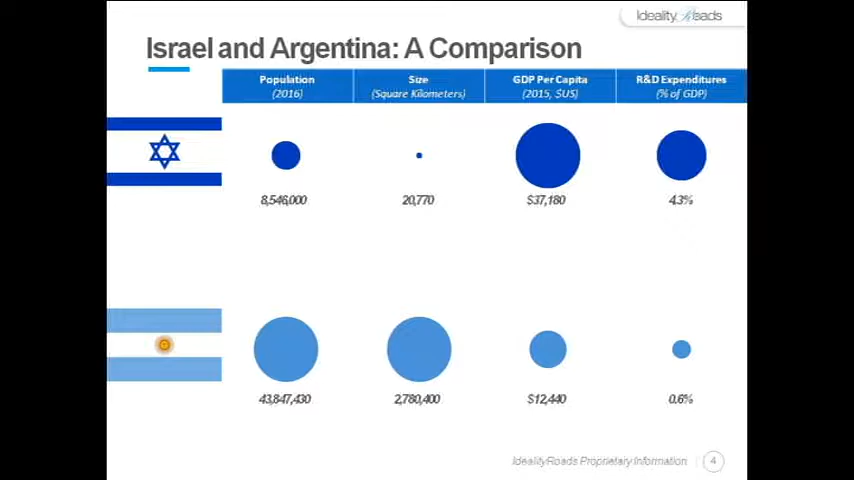 Ideality Roads
Israel and Argentina: A Comparison
Population Size GDP Per Capita R&D Expenditures
(2016) (Square Kilometers) (2015, $US) (% of GDP)
8,546,000 20,770 $37,180 4.3%
43,847,430 2,780,400 $12,440 0.6%
IdealityRoads Proprietary Information 4